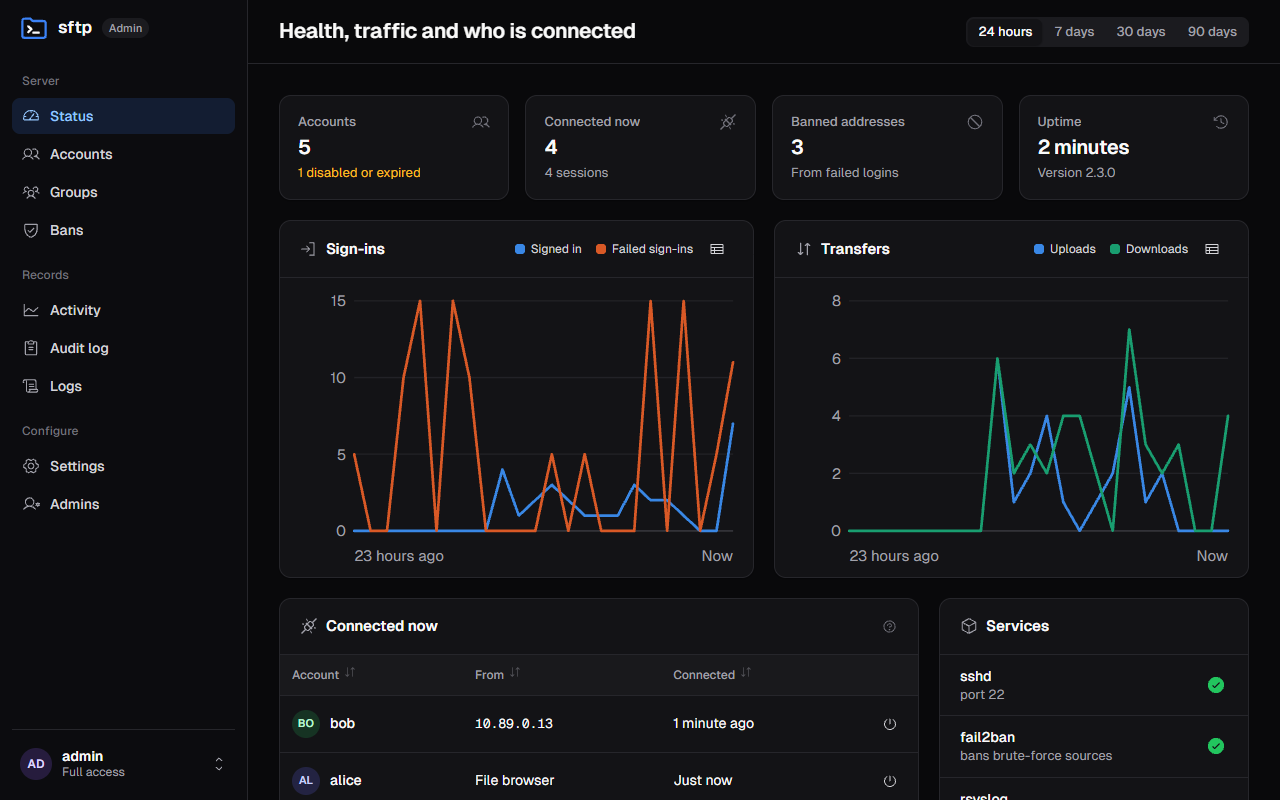 sftp Admin
Server
Status
Accounts
Groups
Bans
Records
Activity
Audit log
Logs
Configure
Settings
Admins
AD admin
Full access
Health, traffic and who is connected
24 hours 7 days 30 days 90 days
Accounts
5
1 disabled or expired
Connected now
4
4 sessions
Banned addresses
3
From failed logins
Uptime
2 minutes
Version 2.3.0
Sign-ins Signed in Failed sign-ins
15
10
5
0
23 hours ago Now
Transfers Uploads Downloads
8
6
4
2
0
23 hours ago Now
Connected now
Account From Connected
BO bob 10.89.0.13 1 minute ago
AL alice File browser Just now
Services
sshd
port 22
fail2ban
bans brute-force sources
rsyslog